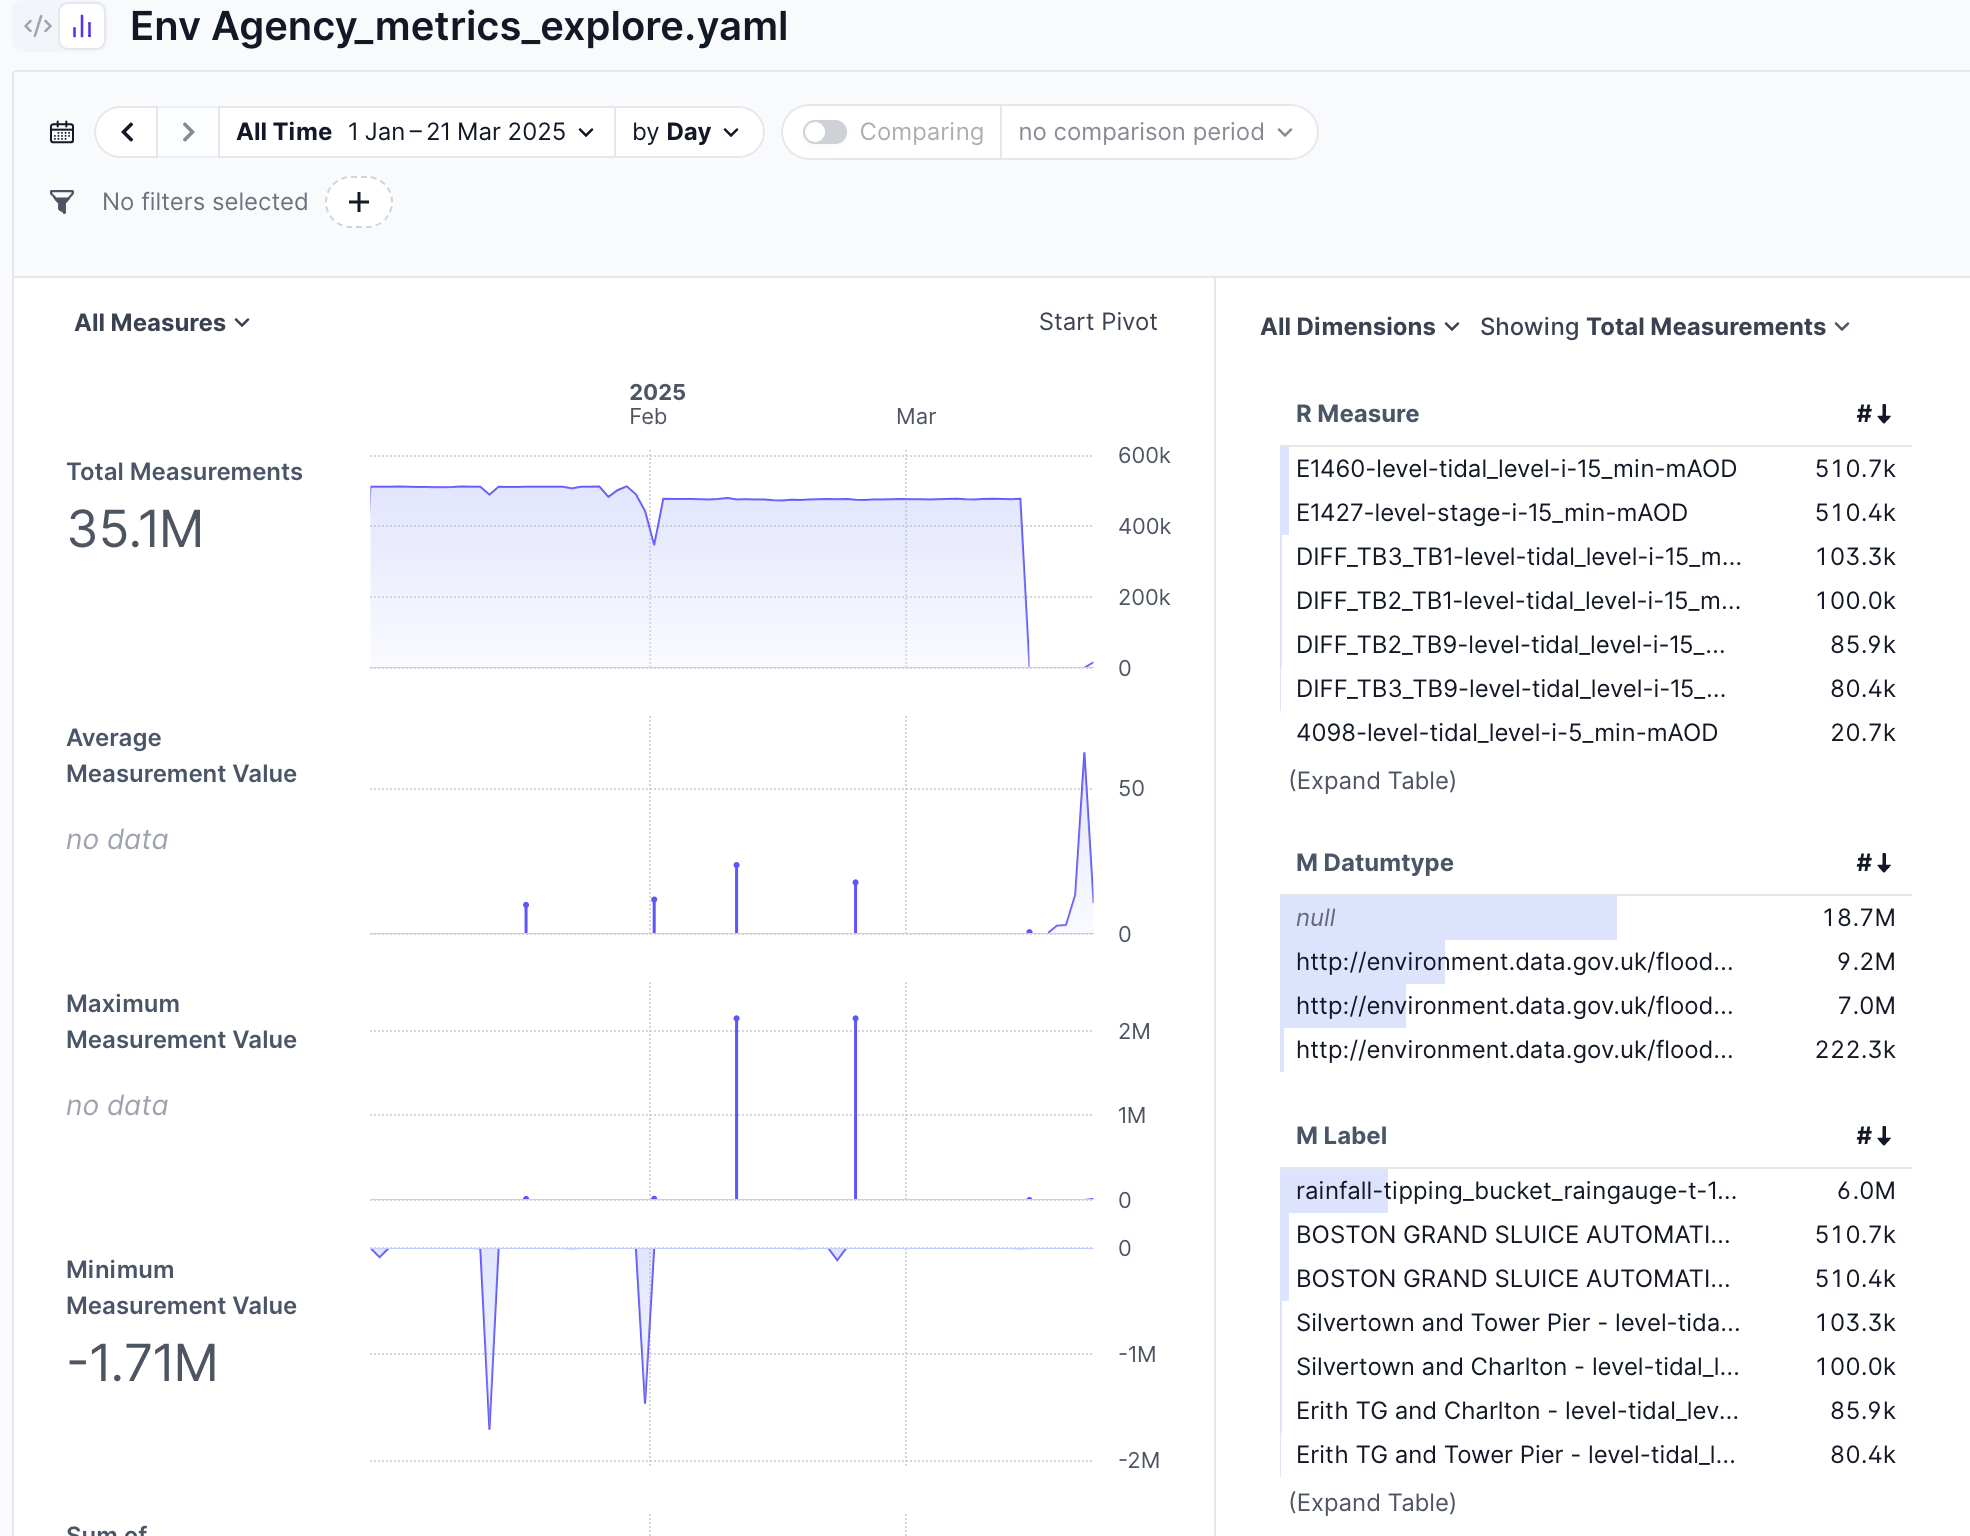 Env Agency_metrics_explore.yaml
All Time 1 Jan – 21 Mar 2025
by Day
Comparing
no comparison period
No filters selected
All Measures
Start Pivot
2025
Feb
Mar
Total Measurements
35.1M
600k
400k
200k
0
Average
Measurement Value
no data
50
0
Maximum
Measurement Value
no data
2M
1M
0
Minimum
Measurement Value
-1.71M
0
-1M
-2M
Sum of
All Dimensions
Showing Total Measurements
R Measure #
E1460-level-tidal_level-i-15_min-mAOD 510.7k
E1427-level-stage-i-15_min-mAOD 510.4k
DIFF_TB3_TB1-level-tidal_level-i-15_m... 103.3k
DIFF_TB2_TB1-level-tidal_level-i-15_m... 100.0k
DIFF_TB2_TB9-level-tidal_level-i-15_... 85.9k
DIFF_TB3_TB9-level-tidal_level-i-15_... 80.4k
4098-level-tidal_level-i-5_min-mAOD 20.7k
(Expand Table)
M Datumtype #
null 18.7M
http://environment.data.gov.uk/flood... 9.2M
http://environment.data.gov.uk/flood... 7.0M
http://environment.data.gov.uk/flood... 222.3k
M Label #
rainfall-tipping_bucket_raingauge-t-1... 6.0M
BOSTON GRAND SLUICE AUTOMATI... 510.7k
BOSTON GRAND SLUICE AUTOMATI... 510.4k
Silvertown and Tower Pier - level-tida... 103.3k
Silvertown and Charlton - level-tidal_l... 100.0k
Erith TG and Charlton - level-tidal_lev... 85.9k
Erith TG and Tower Pier - level-tidal_l... 80.4k
(Expand Table)